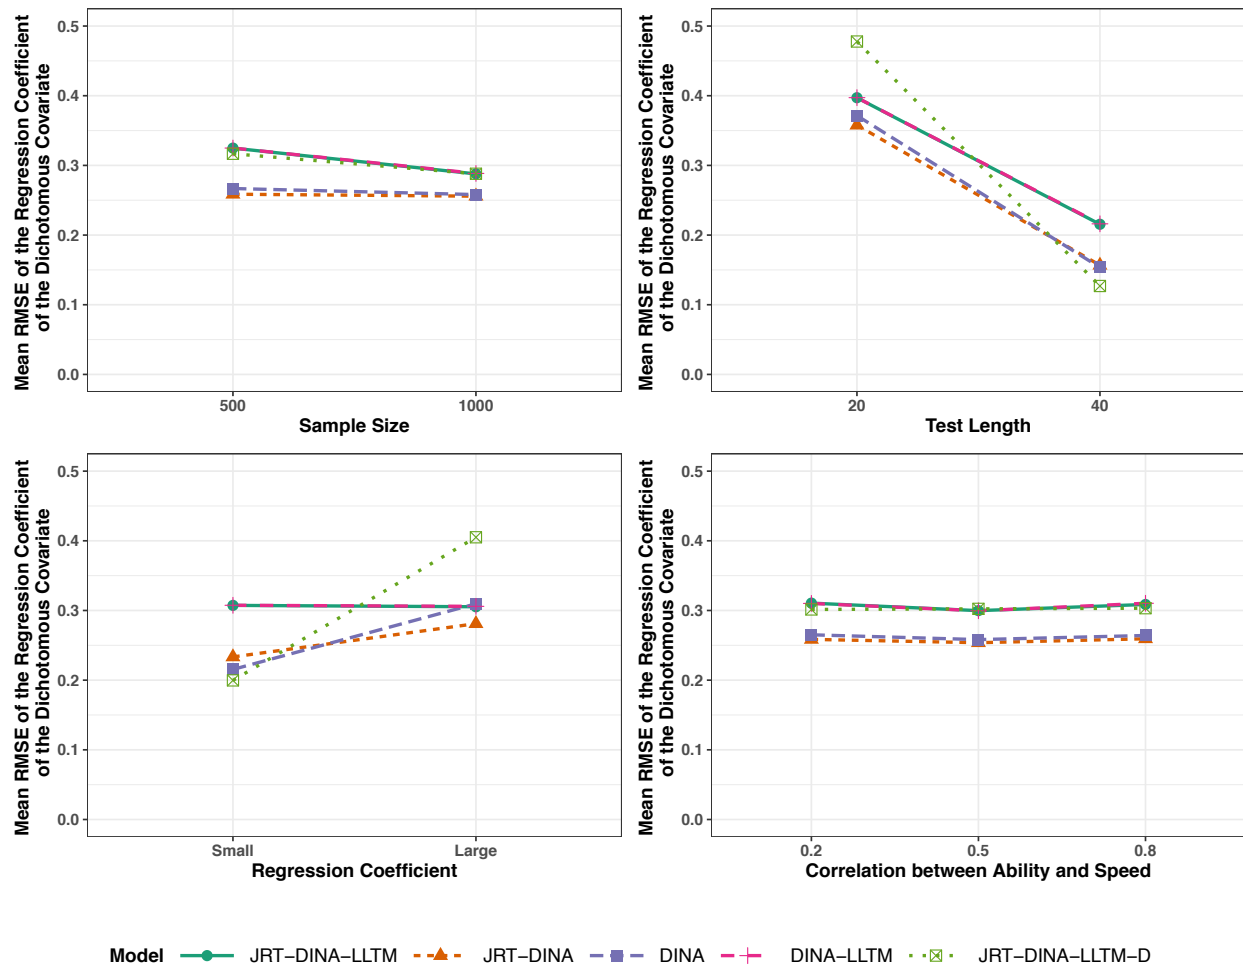 Mean RMSE of the Regression Coefficient
of the Dichotomous Covariate
0.5
0.4
0.3
0.2
0.1
0.0
500
1000
Sample Size
Mean RMSE of the Regression Coefficient
of the Dichotomous Covariate
0.5
0.4
0.3
0.2
0.1
0.0
20
40
Test Length
Mean RMSE of the Regression Coefficient
of the Dichotomous Covariate
0.5
0.4
0.3
0.2
0.1
0.0
Small
Large
Regression Coefficient
Mean RMSE of the Regression Coefficient
of the Dichotomous Covariate
0.5
0.4
0.3
0.2
0.1
0.0
0.2
0.5
0.8
Correlation between Ability and Speed
Model JRT−DINA−LLTM JRT−DINA DINA DINA−LLTM JRT−DINA−LLTM−D